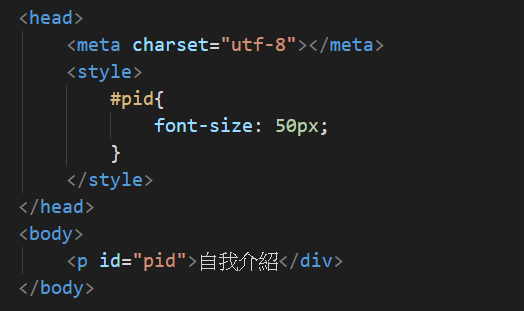 <head>
<meta charset="utf-8"></meta>
<style>
#pid{
font-size: 50px;
}
</style>
</head>
<body>
<p id="pid">自我介紹</div>
</body>